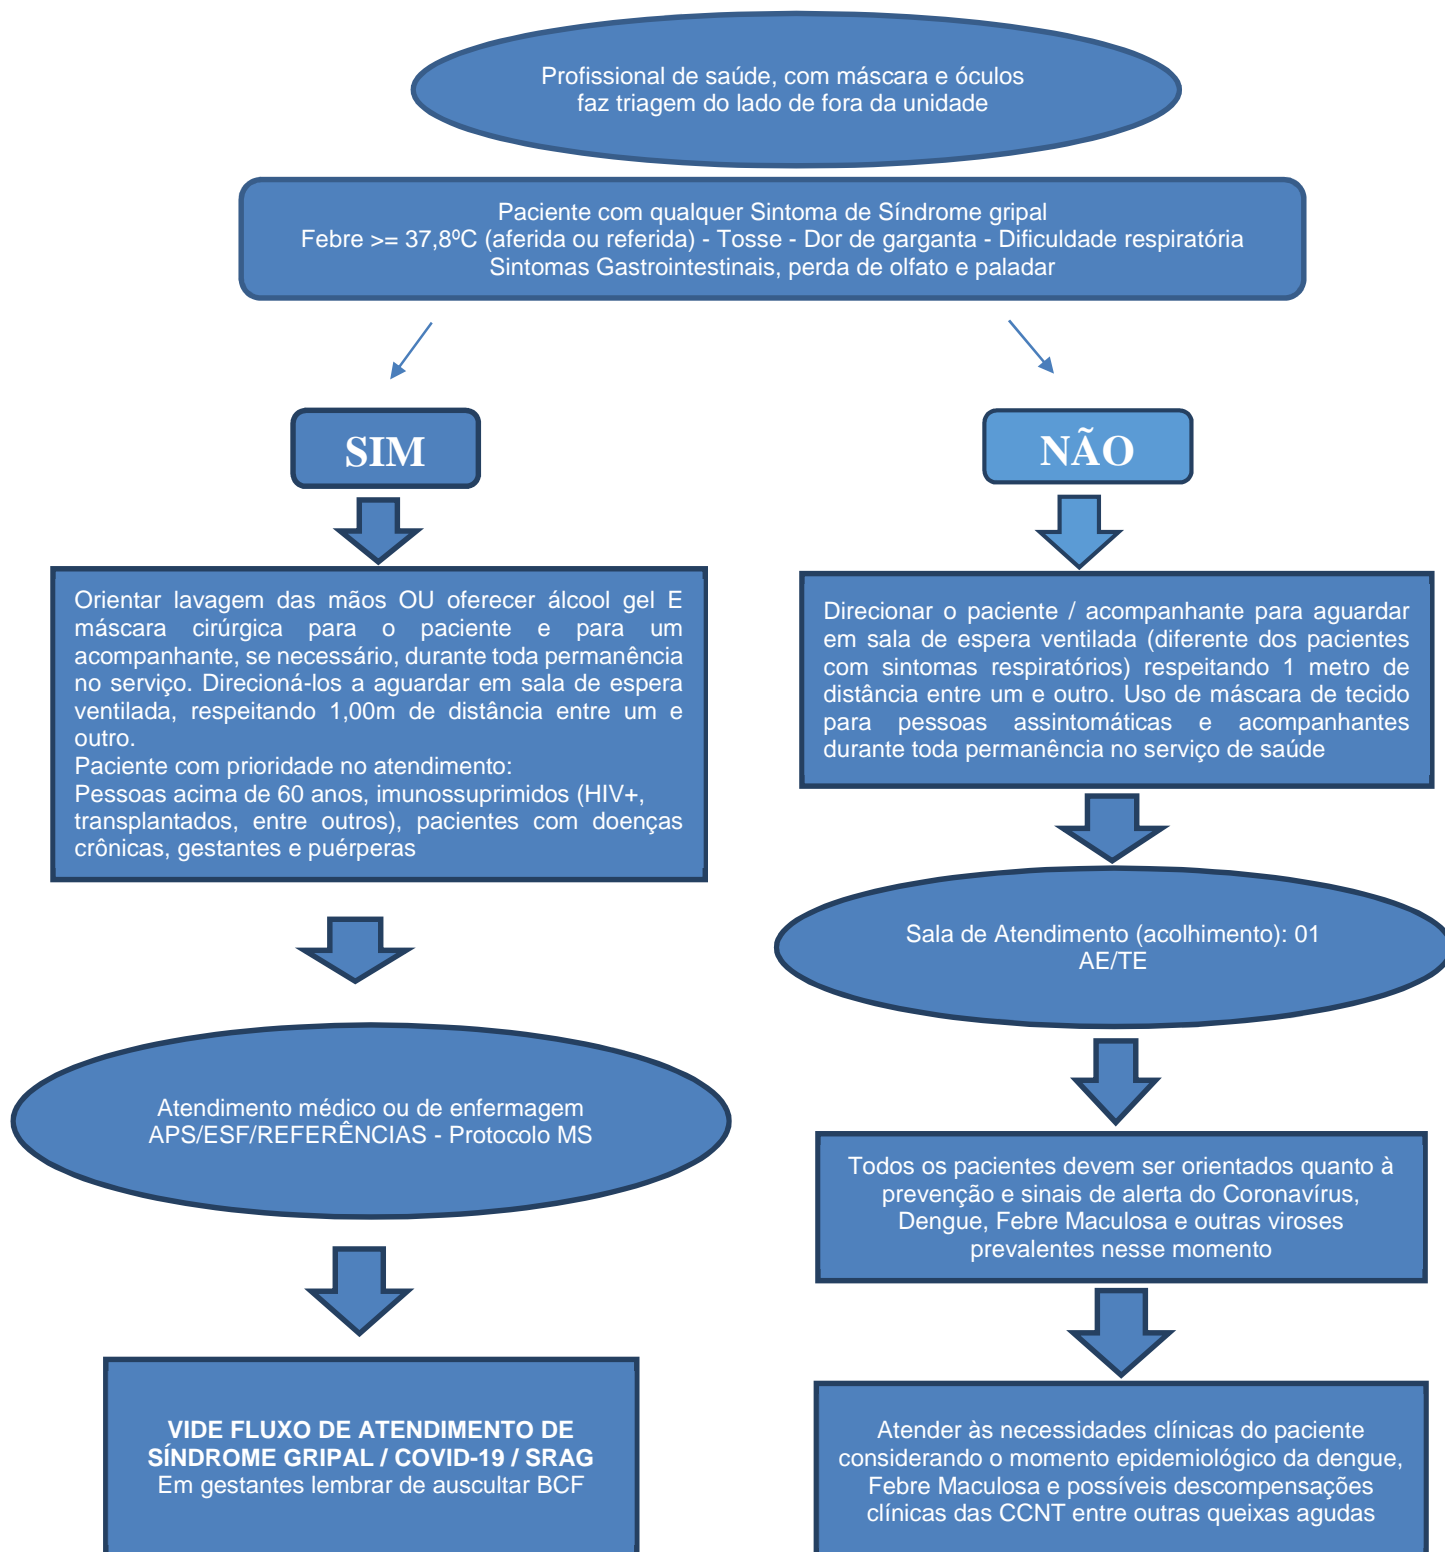 Profissional de saúde, com máscara e óculos
faz triagem do lado de fora da unidade
Paciente com qualquer Sintoma de Síndrome gripal
Febre >= 37,8ºC (aferida ou referida) - Tosse - Dor de garganta - Dificuldade respiratória
Sintomas Gastrointestinais, perda de olfato e paladar
SIM
Orientar lavagem das mãos OU oferecer álcool gel E
máscara cirúrgica para o paciente e para um
acompanhante, se necessário, durante toda permanência
no serviço. Direcioná-los a aguardar em sala de espera
ventilada, respeitando 1,00m de distância entre um e
outro.
Paciente com prioridade no atendimento:
Pessoas acima de 60 anos, imunossuprimidos (HIV+,
transplantados, entre outros), pacientes com doenças
crônicas, gestantes e puérperas
Atendimento médico ou de enfermagem
APS/ESF/REFERÊNCIAS - Protocolo MS
VIDE FLUXO DE ATENDIMENTO DE
SÍNDROME GRIPAL / COVID-19 / SRAG
Em gestantes lembrar de auscultar BCF
NÃO
Direcionar o paciente / acompanhante para aguardar
em sala de espera ventilada (diferente dos pacientes
com sintomas respiratórios) respeitando 1 metro de
distância entre um e outro. Uso de máscara de tecido
para pessoas assintomáticas e acompanhantes
durante toda permanência no serviço de saúde
Sala de Atendimento (acolhimento): 01
AE/TE
Todos os pacientes devem ser orientados quanto à
prevenção e sinais de alerta do Coronavírus,
Dengue, Febre Maculosa e outras viroses
prevalentes nesse momento
Atender às necessidades clínicas do paciente
considerando o momento epidemiológico da dengue,
Febre Maculosa e possíveis descompensações
clínicas das CCNT entre outras queixas agudas